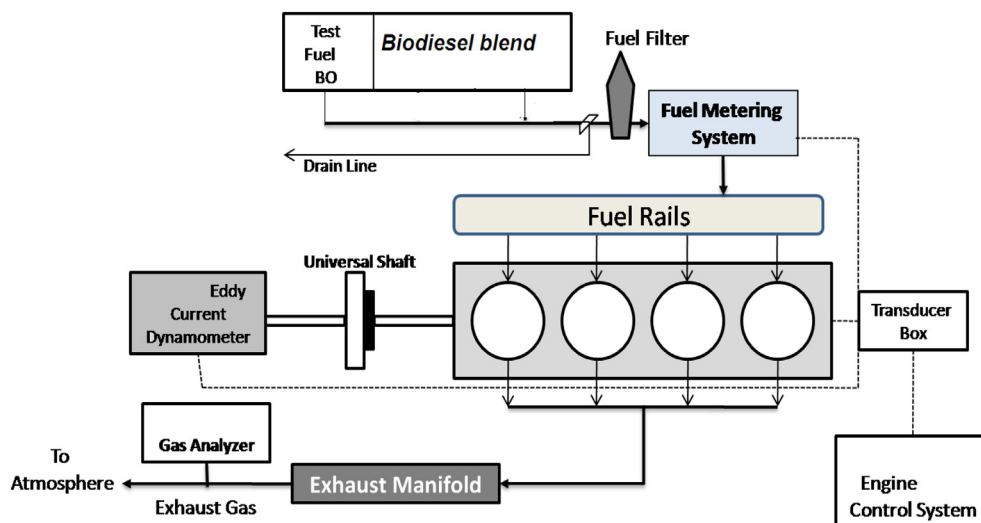 Test
Fuel
BO
Biodiesel blend
Fuel Filter
Fuel Metering
System
Drain Line
Fuel Rails
Universal Shaft
Eddy
Current
Dynamometer
Transducer
Box
Gas Analyzer
To
Atmosphere
Exhaust Gas
Exhaust Manifold
Engine
Control System